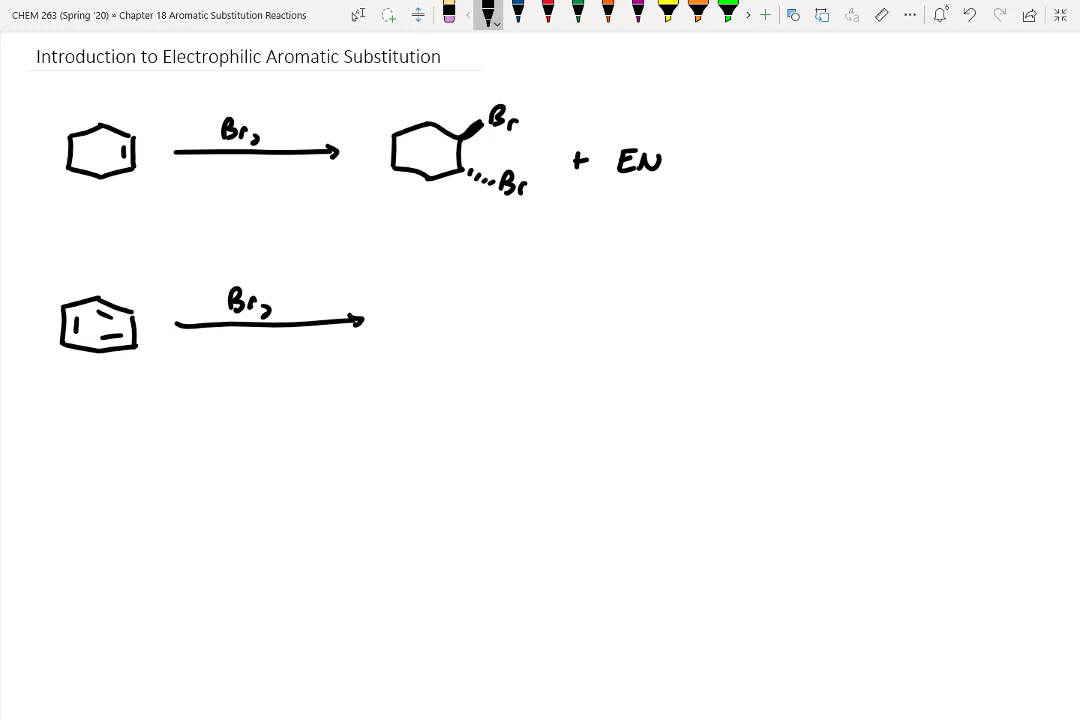 CHEM 263 (Spring '20) » Chapter 18 Aromatic Substitution Reactions
6
Introduction to Electrophilic Aromatic Substitution
Br₂
Br
Br
+ EN
Br₂